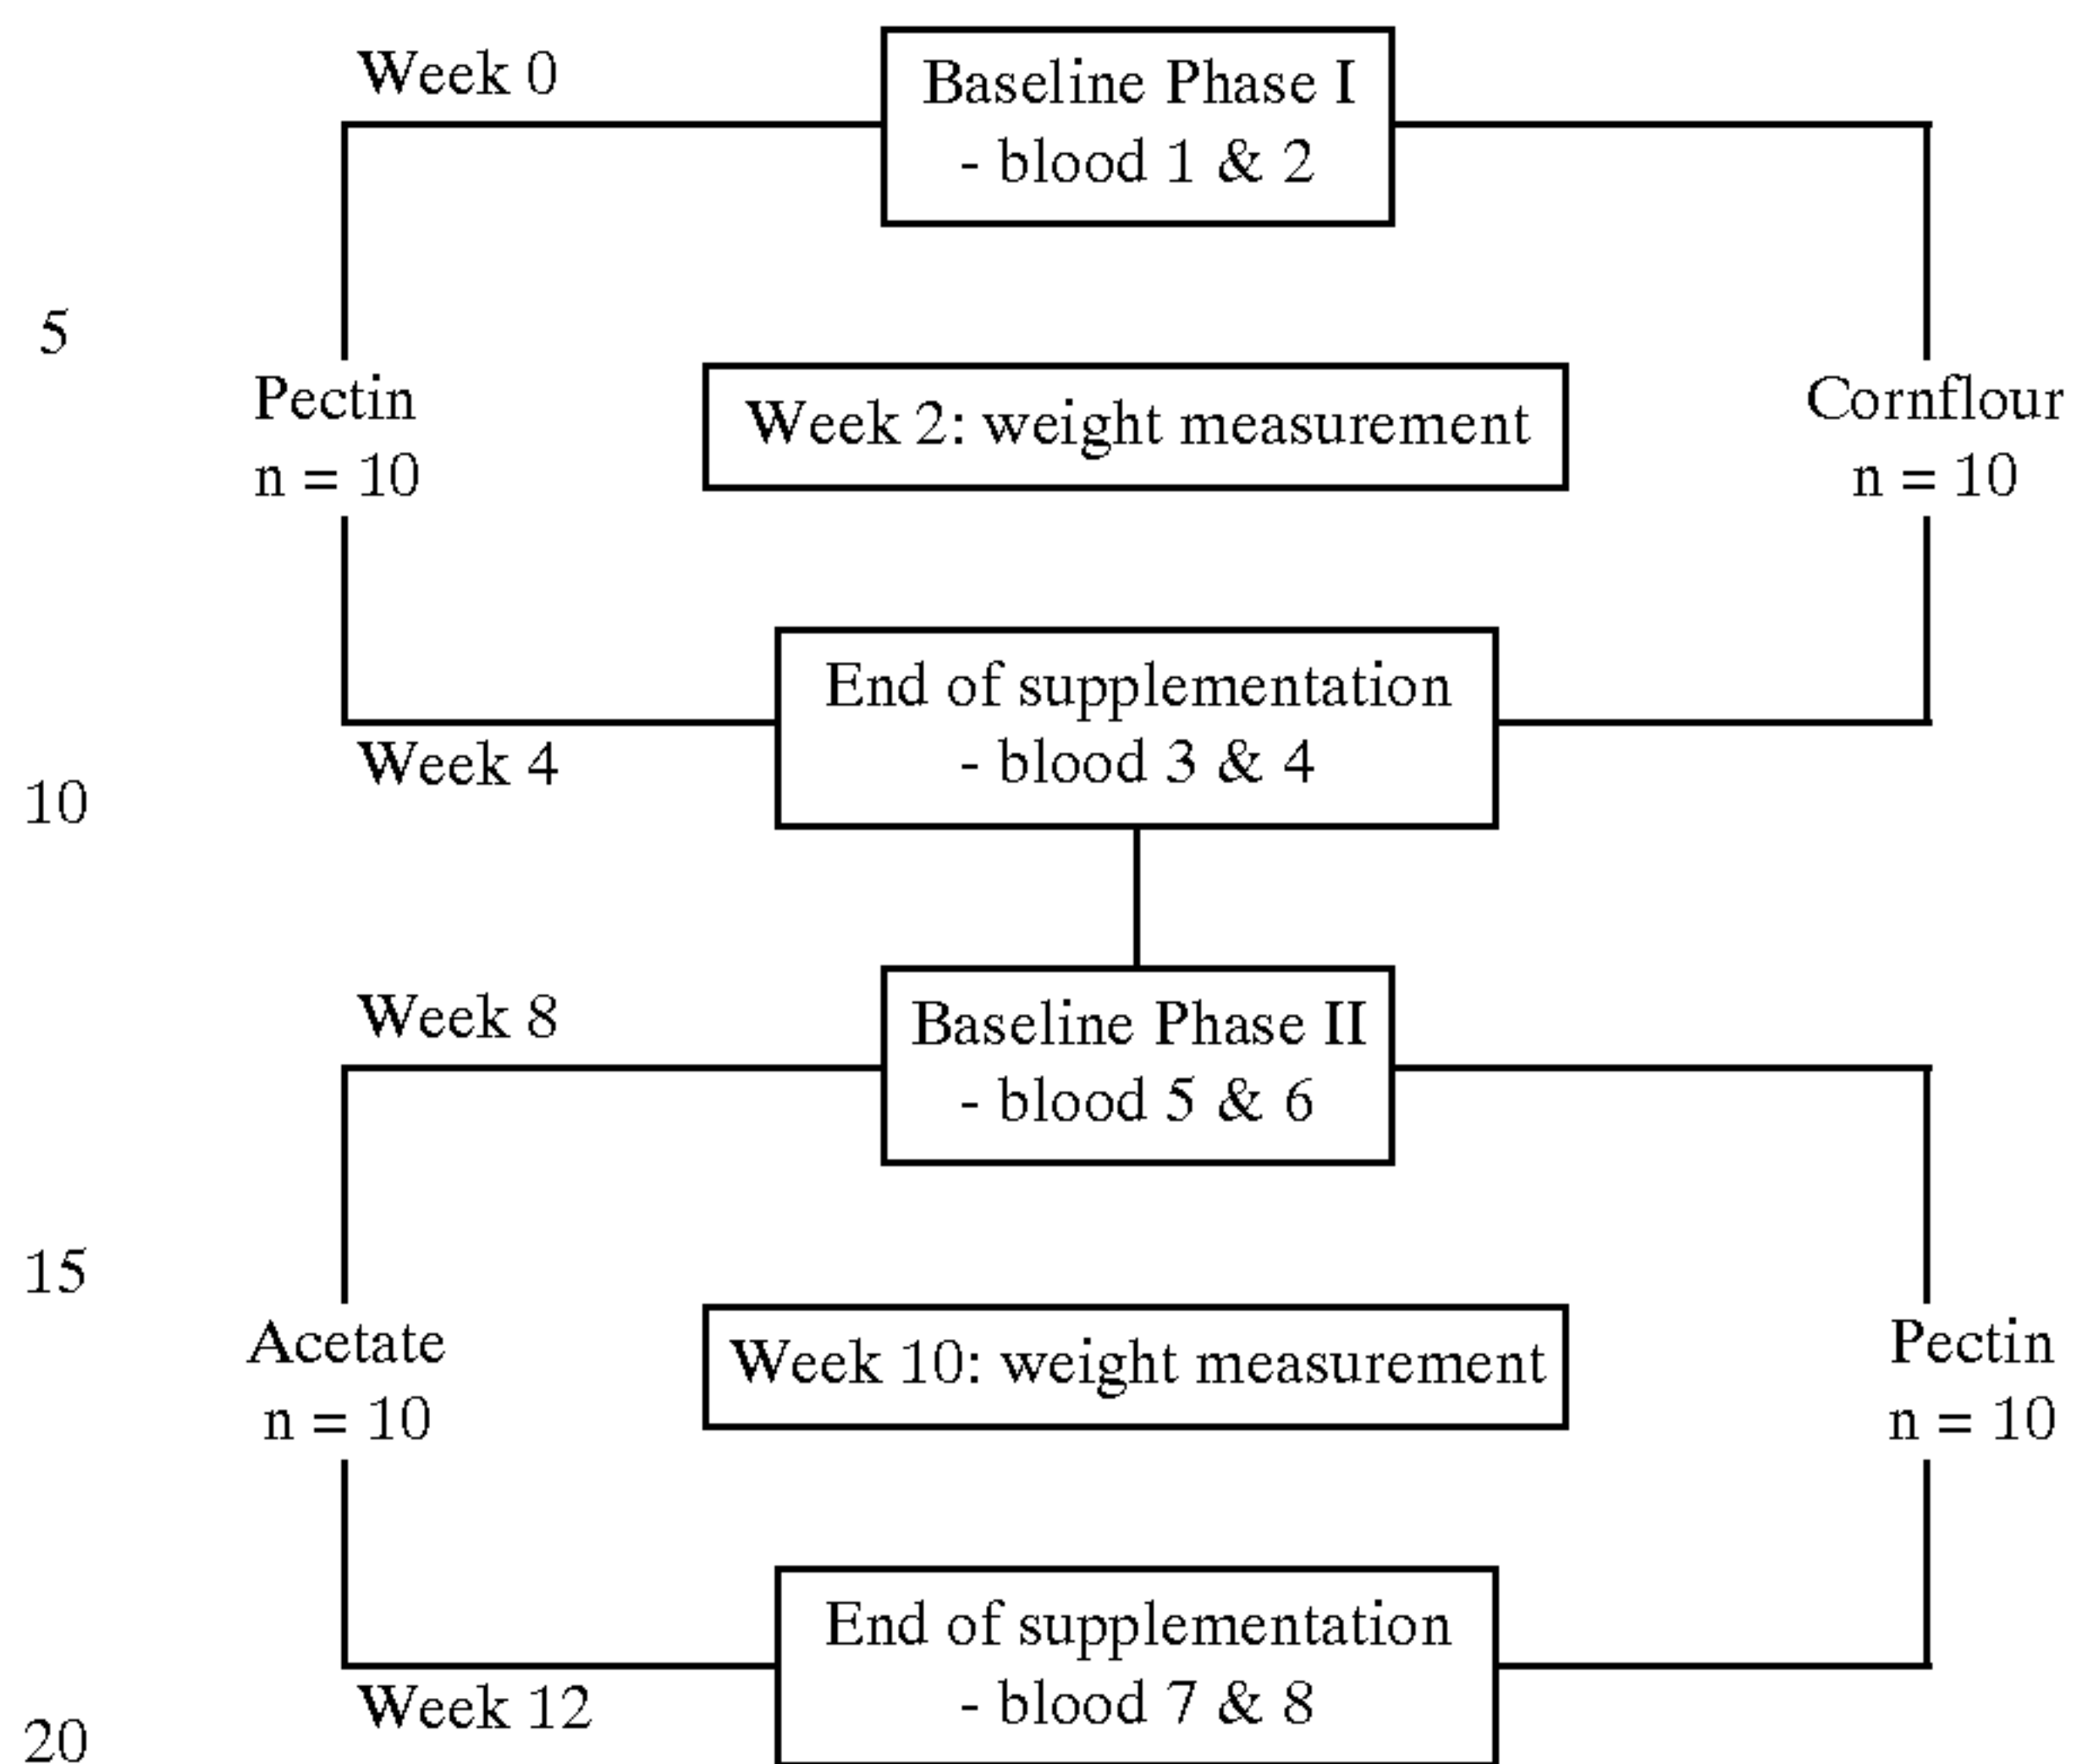 Week 0
Baseline Phase I
- blood 1 & 2
5
Pectin
n = 10
Week 2: weight measurement
Cornflour
n = 10
End of supplementation
- blood 3 & 4
Week 4
10
Week 8
Baseline Phase II
- blood 5 & 6
15
Acetate
n = 10
Week 10: weight measurement
Pectin
n = 10
End of supplementation
- blood 7 & 8
Week 12
20